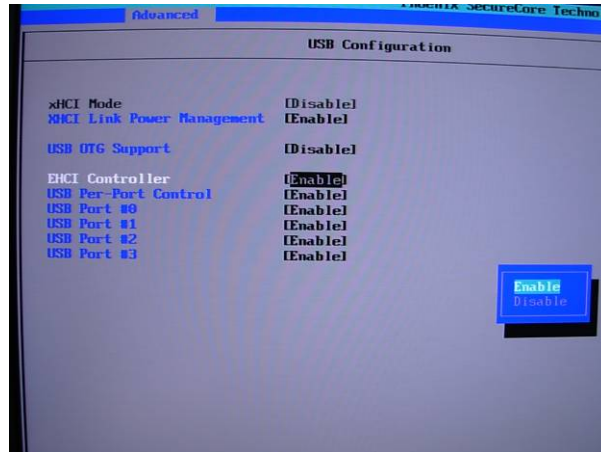 Phoenix SecureCore Techno
Advanced
USB Configuration
xHCI Mode [Disable]
XHCI Link Power Management [Enable]
USB OTG Support [Disable]
EHCI Controller [Enable]
USB Per-Port Control [Enable]
USB Port #0 [Enable]
USB Port #1 [Enable]
USB Port #2 [Enable]
USB Port #3 [Enable]
Enable
Disable